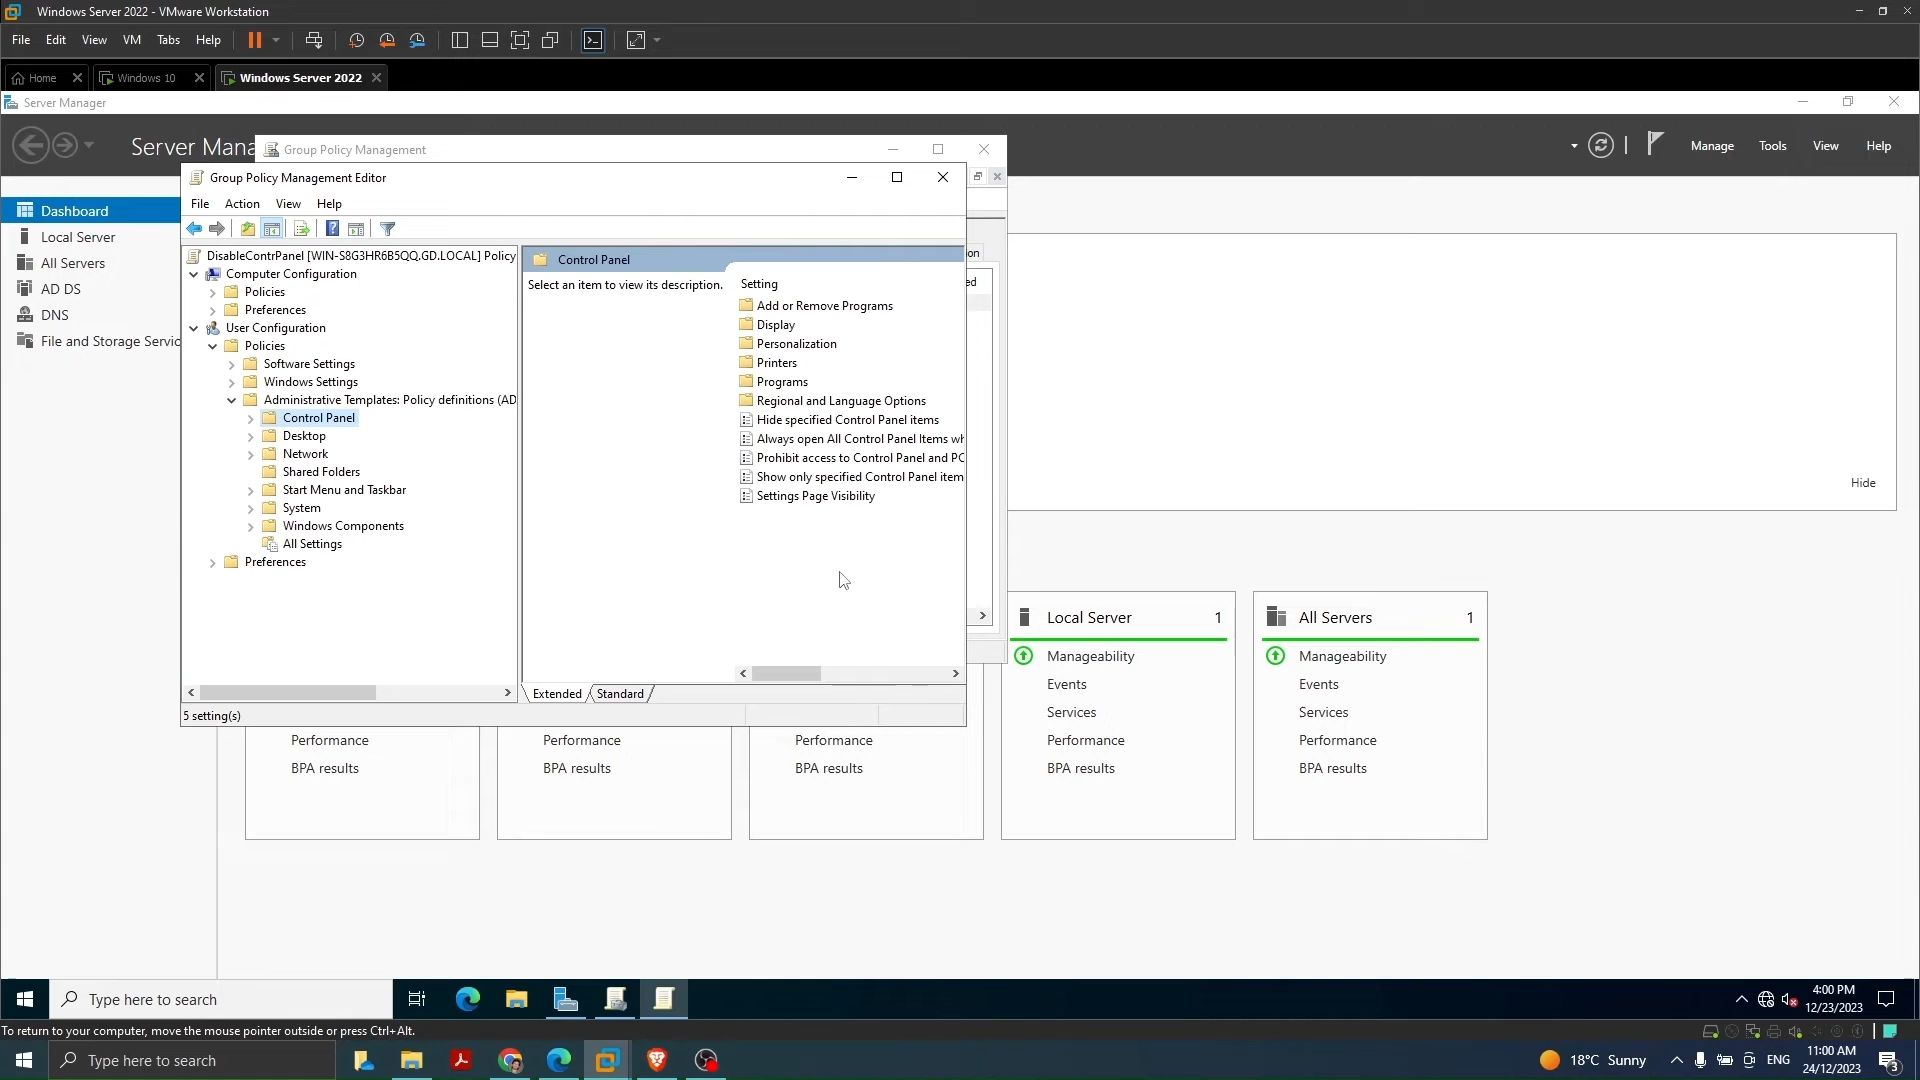 Windows Server 2022 - VMware Workstation
File Edit View VM Tabs Help
Home Windows 10 Windows Server 2022
Server Manager
Server Mana
Manage Tools View Help
Group Policy Management
Group Policy Management Editor
File Action View Help
Dashboard
Local Server
All Servers
AD DS
DNS
File and Storage Servic
DisableContrPanel [WIN-S8G3HR6B5QQ.GD.LOCAL] Policy
Computer Configuration
Policies
Preferences
User Configuration
Policies
Software Settings
Windows Settings
Administrative Templates: Policy definitions (AD
Control Panel
Desktop
Network
Shared Folders
Start Menu and Taskbar
System
Windows Components
All Settings
Preferences
Control Panel
Select an item to view its description.
Setting
Add or Remove Programs
Display
Personalization
Printers
Programs
Regional and Language Options
Hide specified Control Panel items
Always open All Control Panel Items wh
Prohibit access to Control Panel and PC
Show only specified Control Panel item
Settings Page Visibility
on
ed
Extended Standard
5 setting(s)
Hide
Performance
BPA results
Performance
BPA results
Performance
BPA results
Local Server 1
Manageability
Events
Services
Performance
BPA results
All Servers 1
Manageability
Events
Services
Performance
BPA results
Type here to search
4:00 PM
12/23/2023
To return to your computer, move the mouse pointer outside or press Ctrl+Alt.
Type here to search
18°C Sunny
ENG
11:00 AM
24/12/2023
3